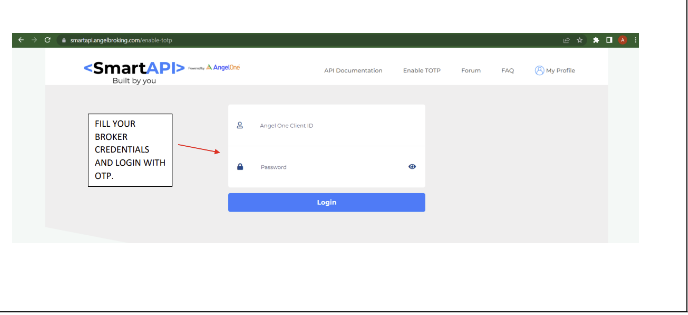 smartapi.angelbroking.com/enable-totp
<SmartAPI> Powered By AngelOne
Built by you
API Documentation Enable TOTP Forum FAQ My Profile
FILL YOUR
BROKER
CREDENTIALS
AND LOGIN WITH
OTP.
Angel One Client ID
Password
Login